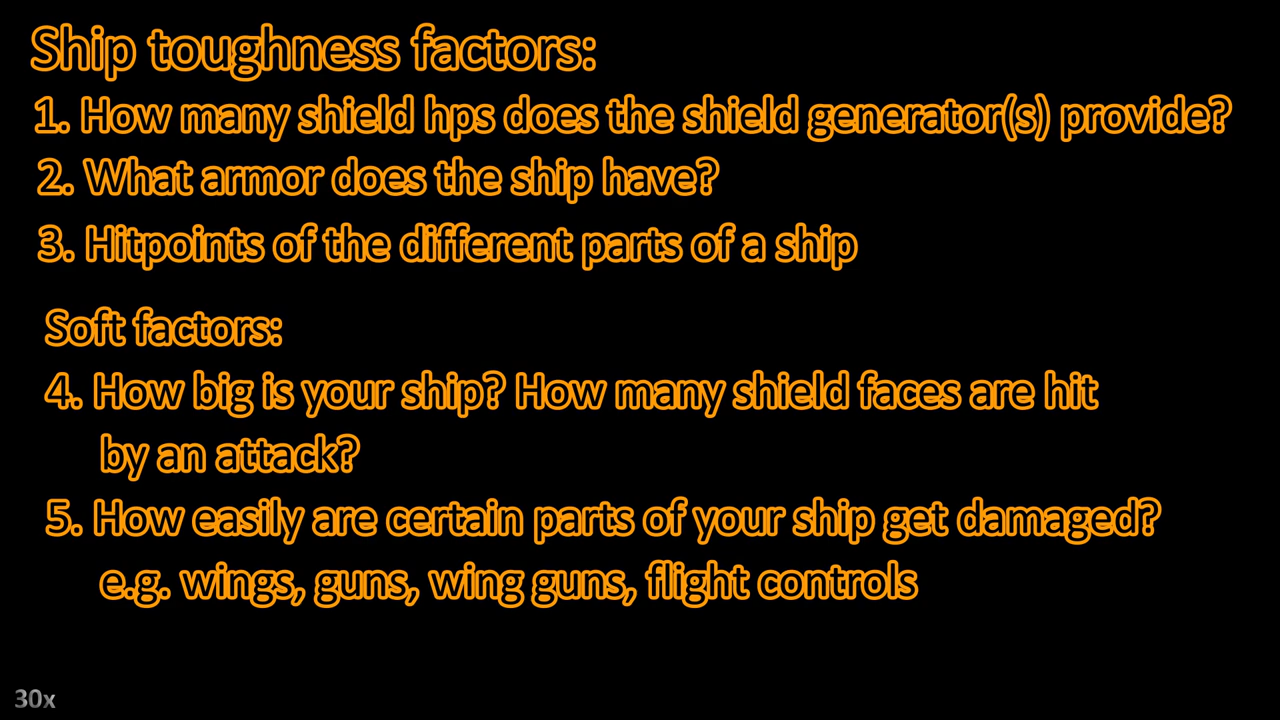 Ship toughness factors:
1. How many shield hps does the shield generator(s) provide?
2. What armor does the ship have?
3. Hitpoints of the different parts of a ship
Soft factors:
4. How big is your ship? How many shield faces are hit
by an attack?
5. How easily are certain parts of your ship get damaged?
e.g. wings, guns, wing guns, flight controls
30x